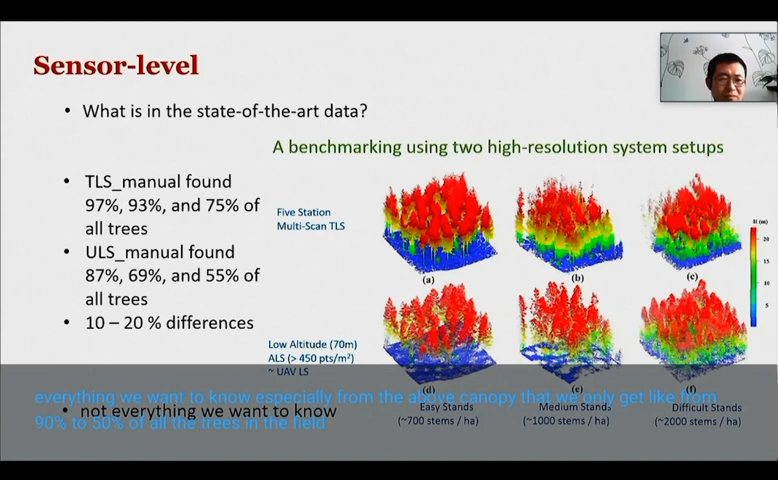 Sensor-level
• What is in the state-of-the-art data?
A benchmarking using two high-resolution system setups
• TLS_manual found
97%, 93%, and 75% of
all trees
• ULS_manual found
87%, 69%, and 55% of
all trees
• 10 – 20 % differences
• not everything we want to know
Five Station
Multi-Scan TLS
(a)
(b)
(c)
H (m)
20
15
10
5
Low Altitude (70m)
ALS (> 450 pts/m²)
~ UAV LS
(d)
(e)
(f)
Easy Stands
(~700 stems / ha)
Medium Stands
(~1000 stems / ha)
Difficult Stands
(~2000 stems / ha)
everything we want to know especially from the above canopy that we only get like from
90% to 50% of all the trees in the field